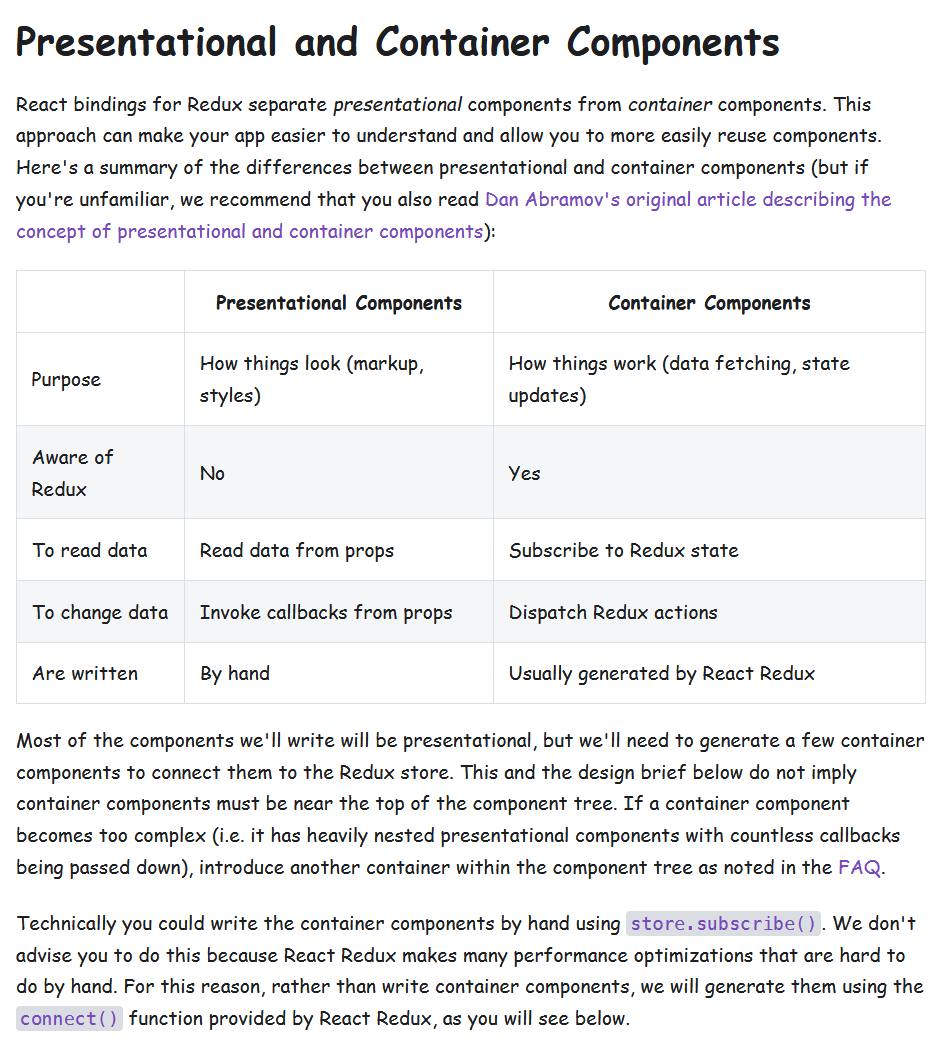 Presentational and Container Components
React bindings for Redux separate presentational components from container components. This
approach can make your app easier to understand and allow you to more easily reuse components.
Here's a summary of the differences between presentational and container components (but if
you're unfamiliar, we recommend that you also read Dan Abramov's original article describing the
concept of presentational and container components):
Presentational Components Container Components
Purpose How things look (markup, styles) How things work (data fetching, state updates)
Aware of Redux No Yes
To read data Read data from props Subscribe to Redux state
To change data Invoke callbacks from props Dispatch Redux actions
Are written By hand Usually generated by React Redux
Most of the components we'll write will be presentational, but we'll need to generate a few container
components to connect them to the Redux store. This and the design brief below do not imply
container components must be near the top of the component tree. If a container component
becomes too complex (i.e. it has heavily nested presentational components with countless callbacks
being passed down), introduce another container within the component tree as noted in the FAQ.
Technically you could write the container components by hand using store.subscribe(). We don't
advise you to do this because React Redux makes many performance optimizations that are hard to
do by hand. For this reason, rather than write container components, we will generate them using the
connect() function provided by React Redux, as you will see below.